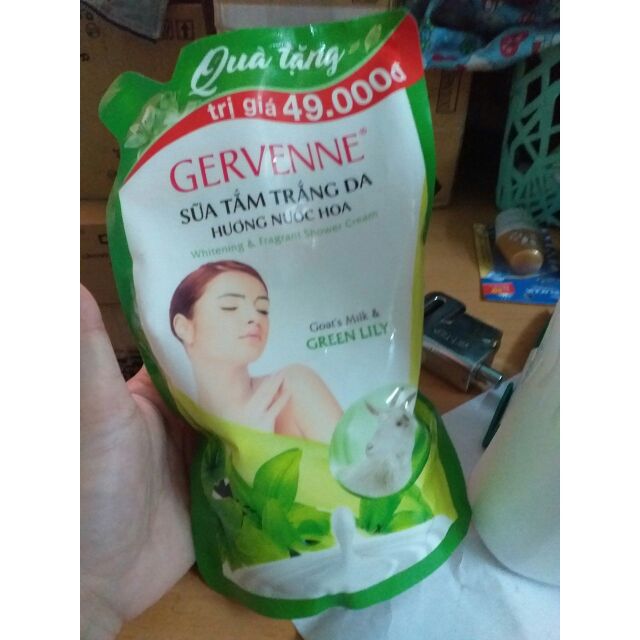 Quà tặng
trị giá 49.000đ
GERVENNE®
SỮA TẮM TRẮNG DA
HƯƠNG NƯỚC HOA
Whitening & Fragrant Shower Cream
Goat's Milk &
GREEN LILY